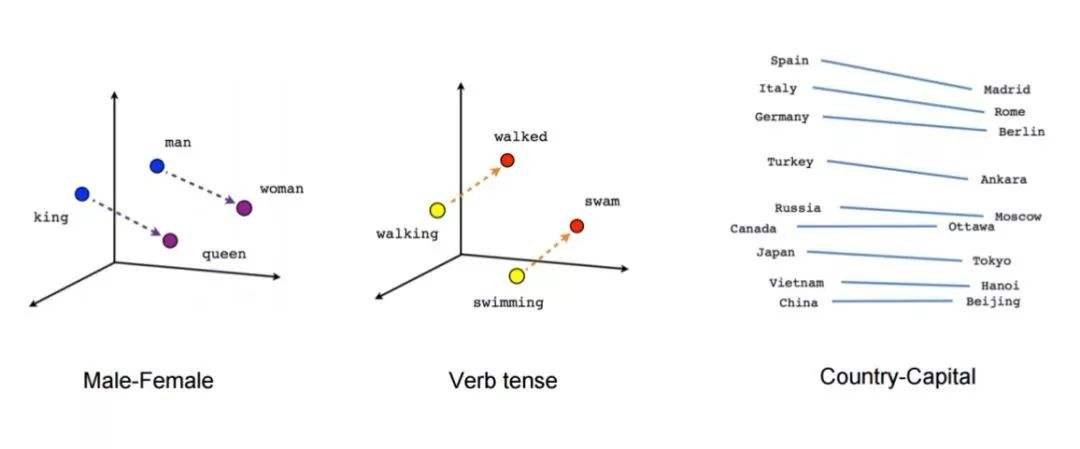 man
woman
king
queen
Male-Female
walked
swam
walking
swimming
Verb tense
Spain
Madrid
Italy
Rome
Germany
Berlin
Turkey
Ankara
Russia
Moscow
Canada
Ottawa
Japan
Tokyo
Vietnam
Hanoi
China
Beijing
Country-Capital